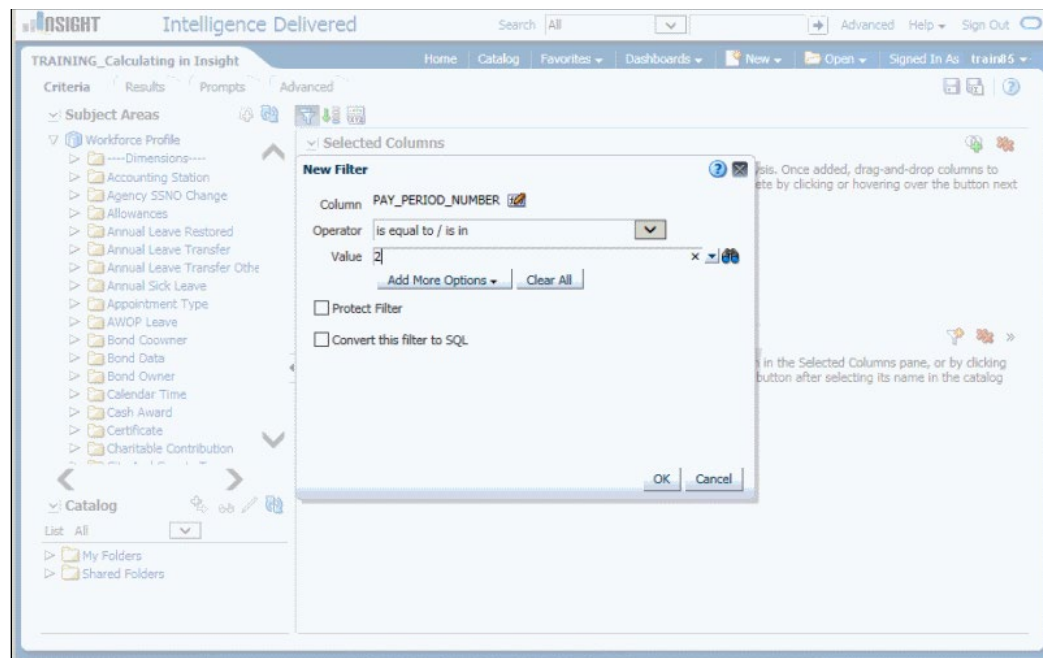 INSIGHT Intelligence Delivered Search All Advanced Help Sign Out
TRAINING_Calculating in Insight Home Catalog Favorites Dashboards New Open Signed In As train85
Criteria Results Prompts Advanced
Subject Areas
Workforce Profile
----Dimensions----
Accounting Station
Agency SSNO Change
Allowances
Annual Leave Restored
Annual Leave Transfer
Annual Leave Transfer Othe
Annual Sick Leave
Appointment Type
AWOP Leave
Bond Coowner
Bond Data
Bond Owner
Calendar Time
Cash Award
Certificate
Charitable Contribution
Catalog
List All
My Folders
Shared Folders
Selected Columns
ysis. Once added, drag-and-drop columns to
ete by clicking or hovering over the button next
New Filter
Column PAY_PERIOD_NUMBER
Operator is equal to / is in
Value 2
Add More Options Clear All
Protect Filter
Convert this filter to SQL
OK Cancel
in the Selected Columns pane, or by clicking
button after selecting its name in the catalog